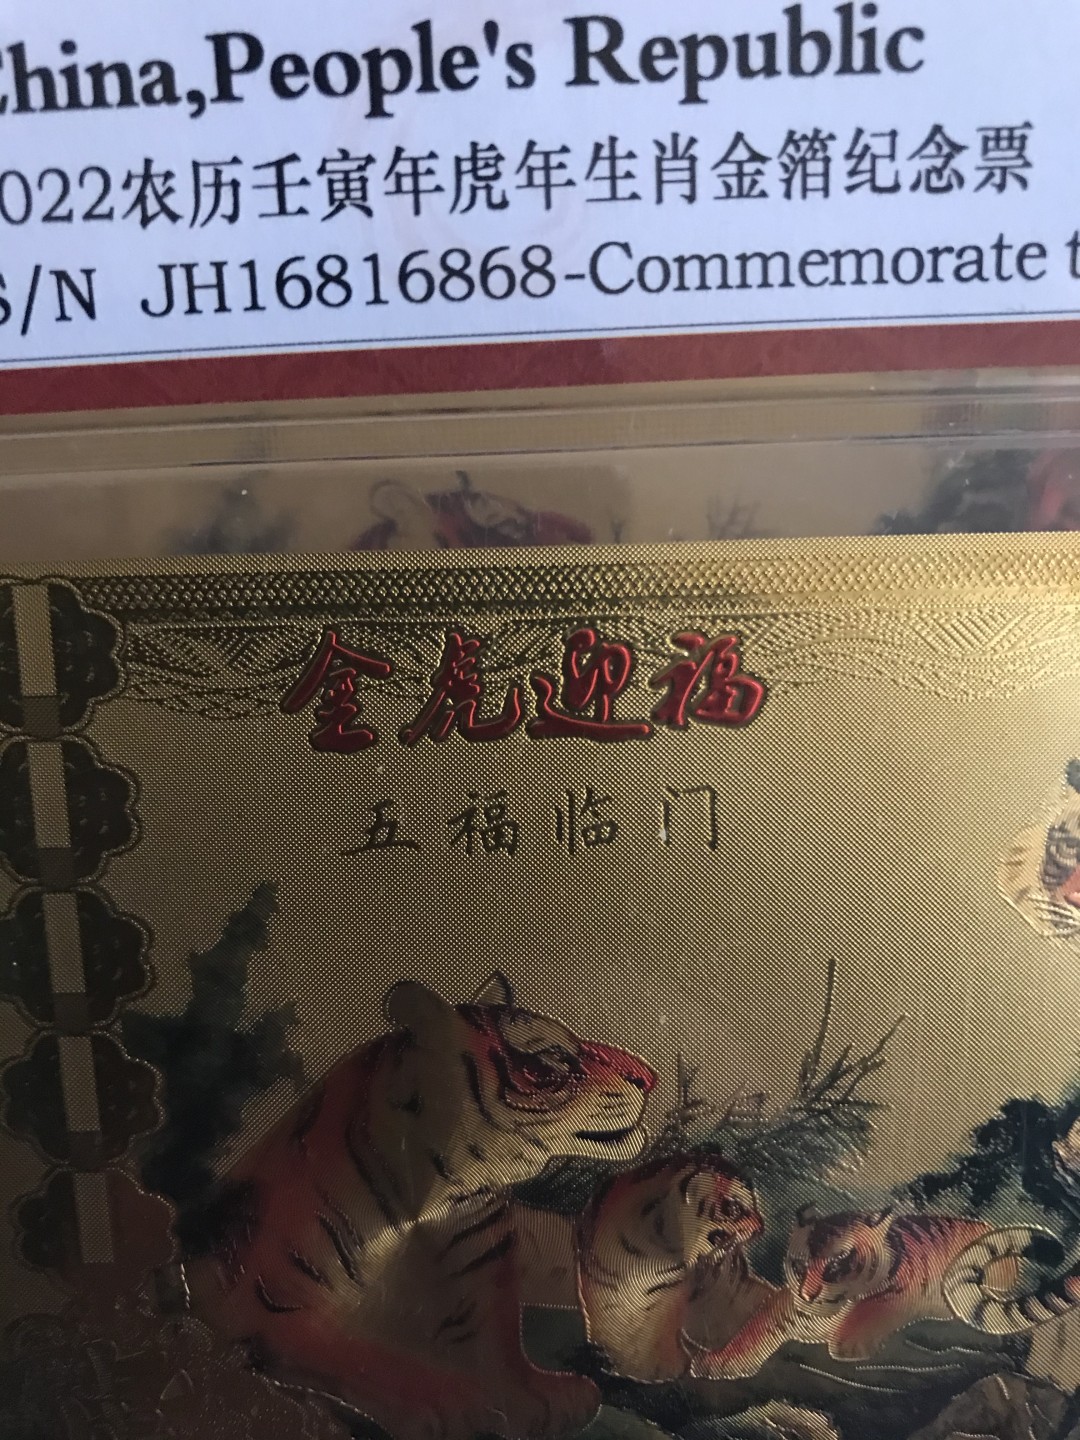 China,People's Republic
2022农历壬寅年虎年生肖金箔纪念票
S/N JH16816868-Commemorate
金虎迎福
五福临门